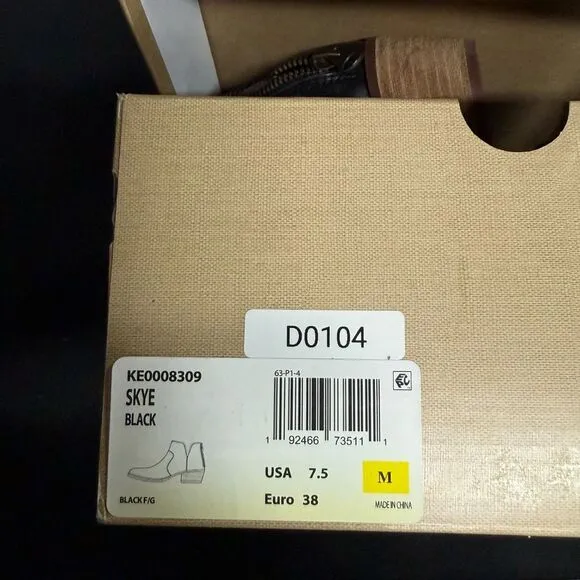 D0104
KE0008309
SKYE
BLACK
BLACK F/G
63-P1-4
1 92466 73511 1
USA 7.5
M
Euro 38
MADE IN CHINA